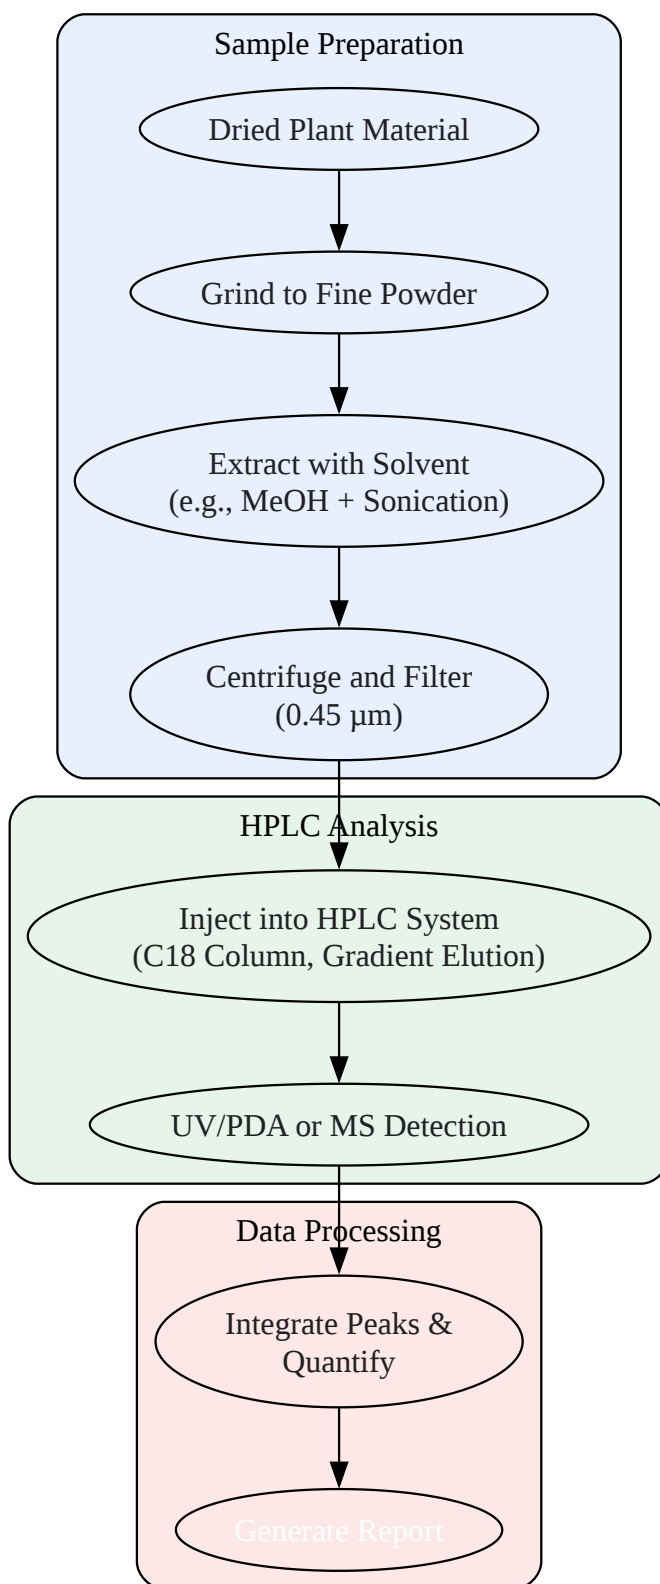 Sample Preparation
Dried Plant Material
Grind to Fine Powder
Extract with Solvent
(e.g., MeOH + Sonication)
Centrifuge and Filter
(0.45 µm)
HPLC Analysis
Inject into HPLC System
(C18 Column, Gradient Elution)
UV/PDA or MS Detection
Data Processing
Integrate Peaks &
Quantify
Generate Report